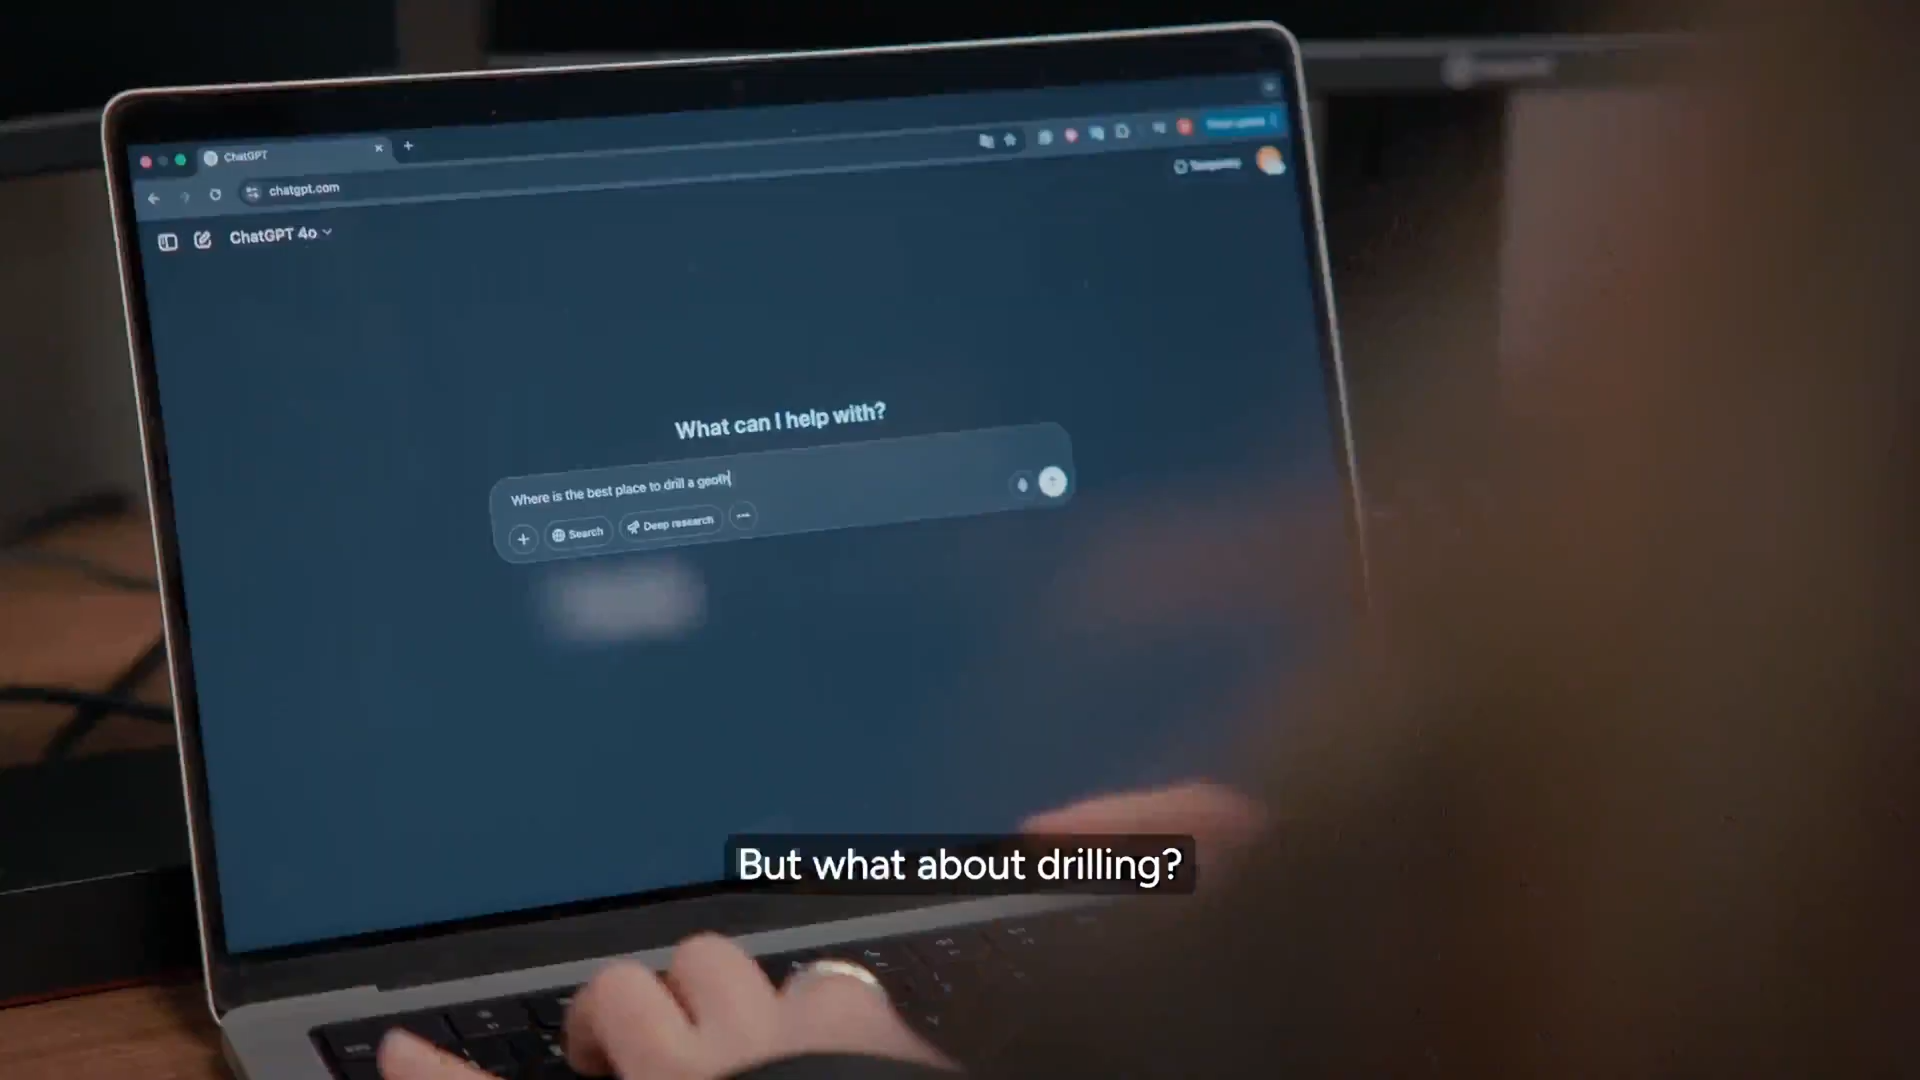 ChatGPT
chatgpt.com
ChatGPT 4o
Temporary
What can I help with?
Where is the best place to drill a geoth
Search
Deep research
But what about drilling?